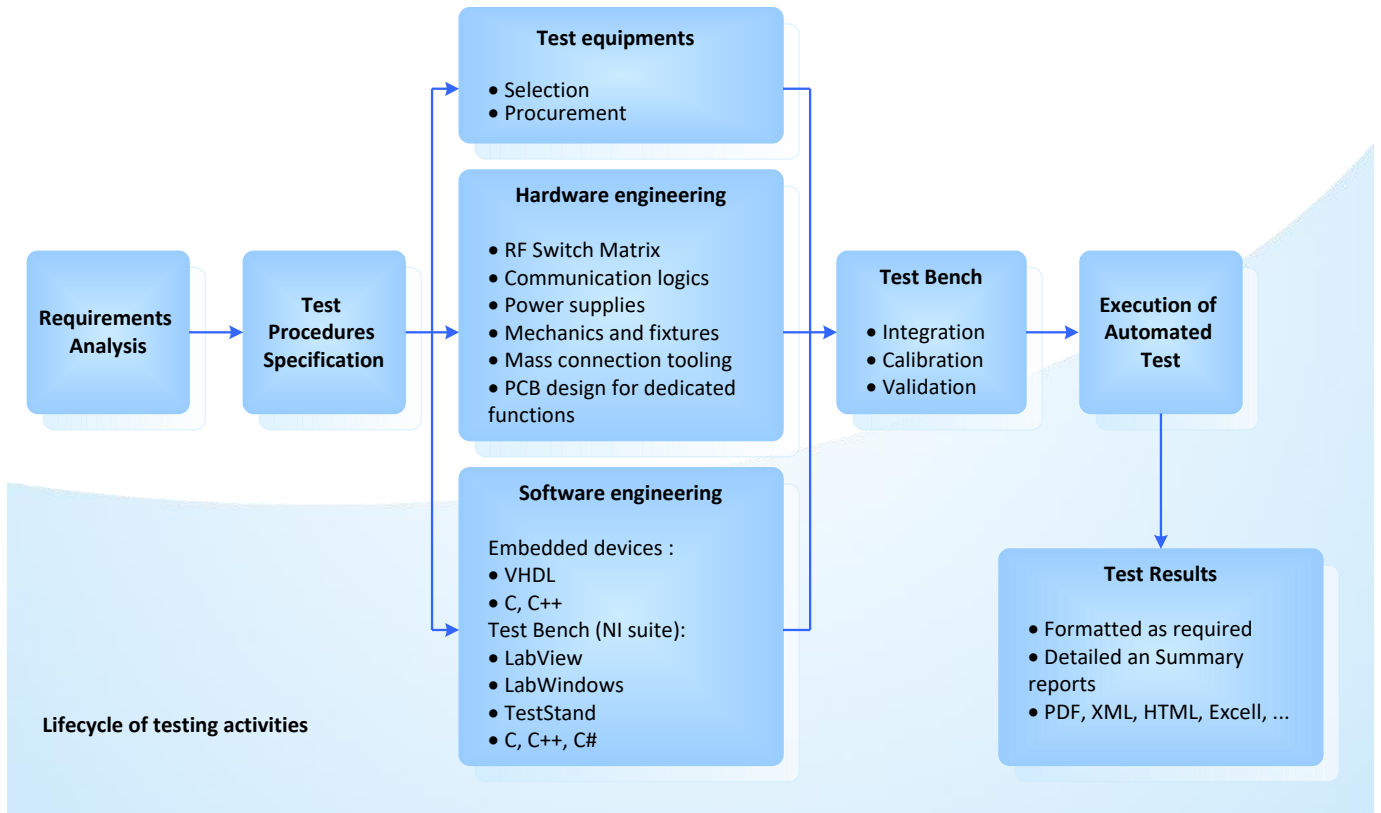 Test equipments
• Selection
• Procurement
Hardware engineering
• RF Switch Matrix
• Communication logics
• Power supplies
• Mechanics and fixtures
• Mass connection tooling
• PCB design for dedicated
functions
Requirements
Analysis
Test
Procedures
Specification
Test Bench
• Integration
• Calibration
• Validation
Execution of
Automated
Test
Software engineering
Embedded devices :
• VHDL
• C, C++
Test Bench (NI suite):
• LabView
• LabWindows
• TestStand
• C, C++, C#
Test Results
• Formatted as required
• Detailed an Summary
reports
• PDF, XML, HTML, Excell, ...
Lifecycle of testing activities